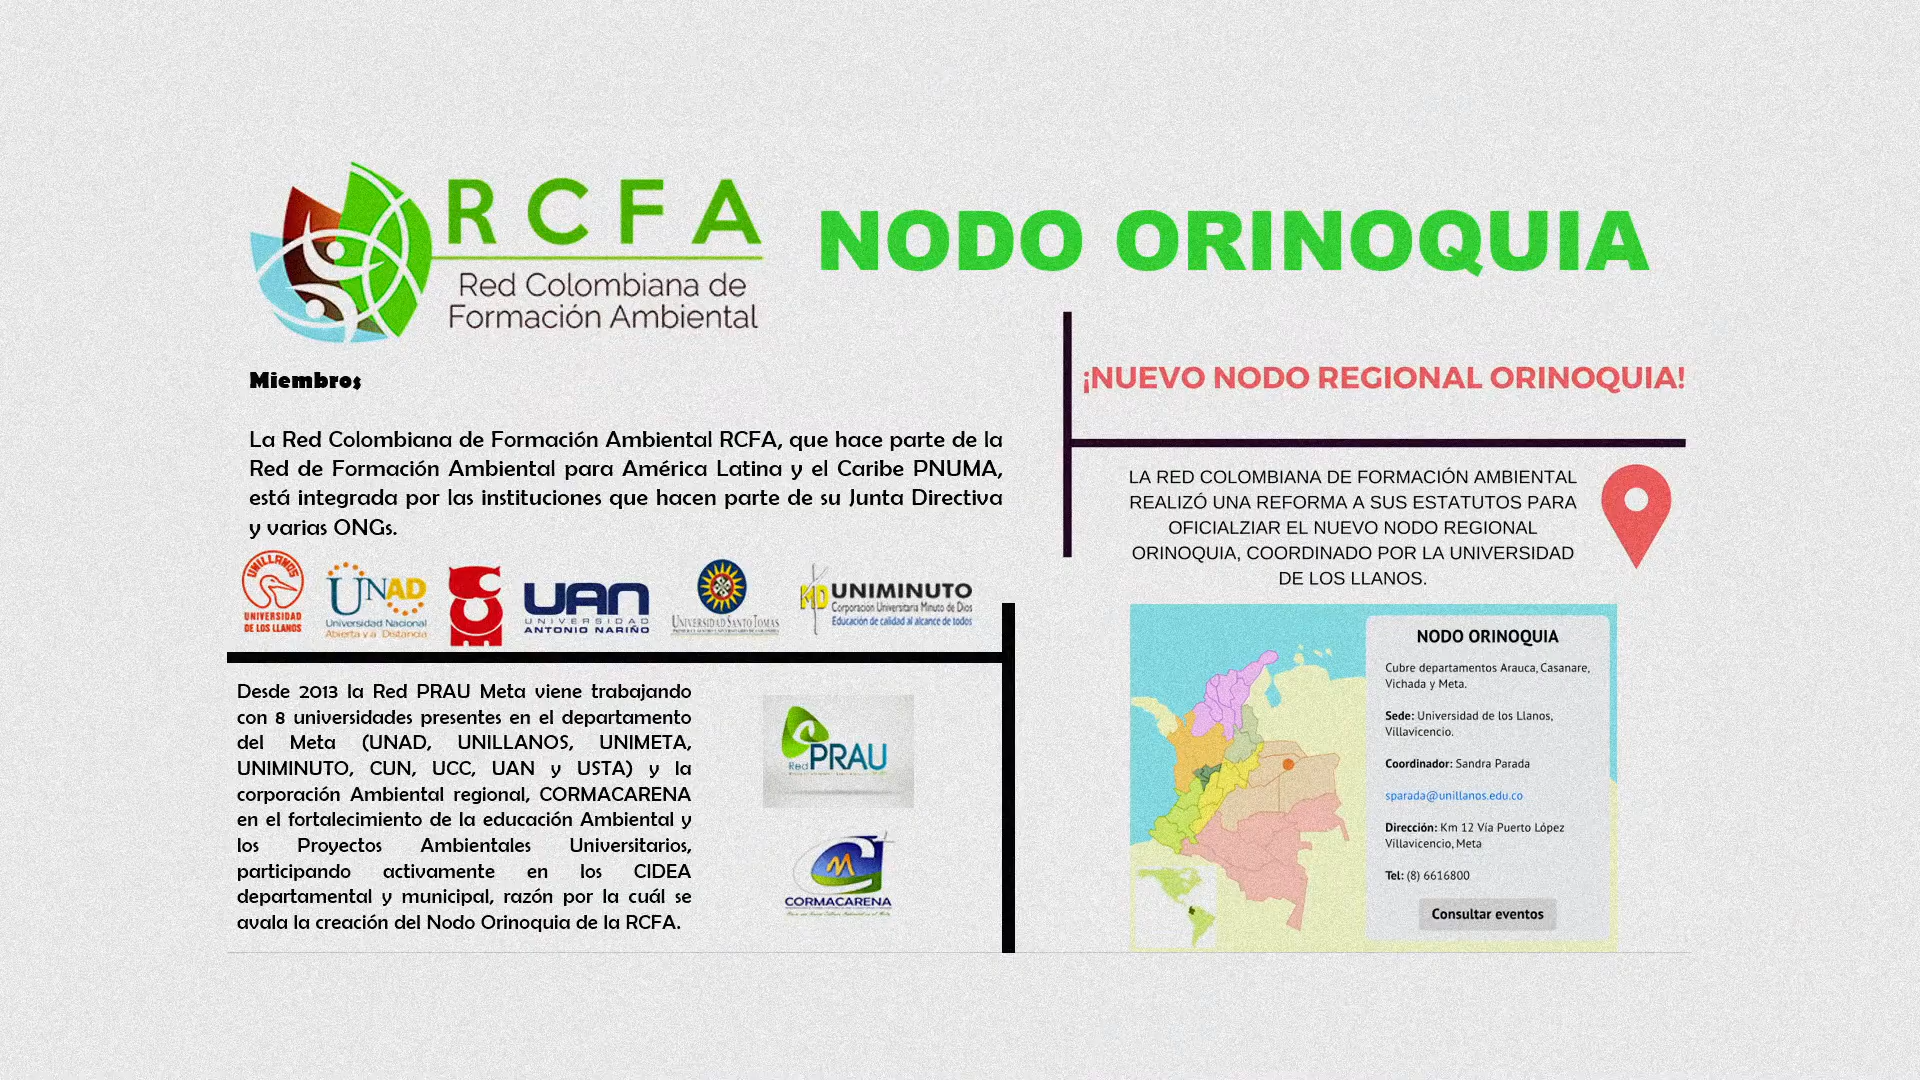 RCFA
Red Colombiana de
Formación Ambiental
NODO ORINOQUIA
Miembros
La Red Colombiana de Formación Ambiental RCFA, que hace parte de la
Red de Formación Ambiental para América Latina y el Caribe PNUMA,
está integrada por las instituciones que hacen parte de su Junta Directiva
y varias ONGs.
UNILLANOS
UNIVERSIDAD
DE LOS LLANOS
UNAD
Universidad Nacional
Abierta y a Distancia
UAN
UNIVERSIDAD
ANTONIO NARIÑO
UNIVERSIDAD SANTO TOMAS
MD UNIMINUTO
Corporación Universitaria Minuto de Dios
Educación de calidad al alcance de todos
Desde 2013 la Red PRAU Meta viene trabajando
con 8 universidades presentes en el departamento
del Meta (UNAD, UNILLANOS, UNIMETA,
UNIMINUTO, CUN, UCC, UAN y USTA) y la
corporación Ambiental regional, CORMACARENA
en el fortalecimiento de la educación Ambiental y
los Proyectos Ambientales Universitarios,
participando activamente en los CIDEA
departamental y municipal, razón por la cuál se
avala la creación del Nodo Orinoquia de la RCFA.
Red PRAU
CORMACARENA
¡NUEVO NODO REGIONAL ORINOQUIA!
LA RED COLOMBIANA DE FORMACIÓN AMBIENTAL
REALIZÓ UNA REFORMA A SUS ESTATUTOS PARA
OFICIALZIAR EL NUEVO NODO REGIONAL
ORINOQUIA, COORDINADO POR LA UNIVERSIDAD
DE LOS LLANOS.
NODO ORINOQUIA
Cubre departamentos Arauca, Casanare,
Vichada y Meta.
Sede: Universidad de los Llanos,
Villavicencio.
Coordinador: Sandra Parada
sparada@unillanos.edu.co
Dirección: Km 12 Vía Puerto López
Villavicencio, Meta
Tel: (8) 6616800
Consultar eventos